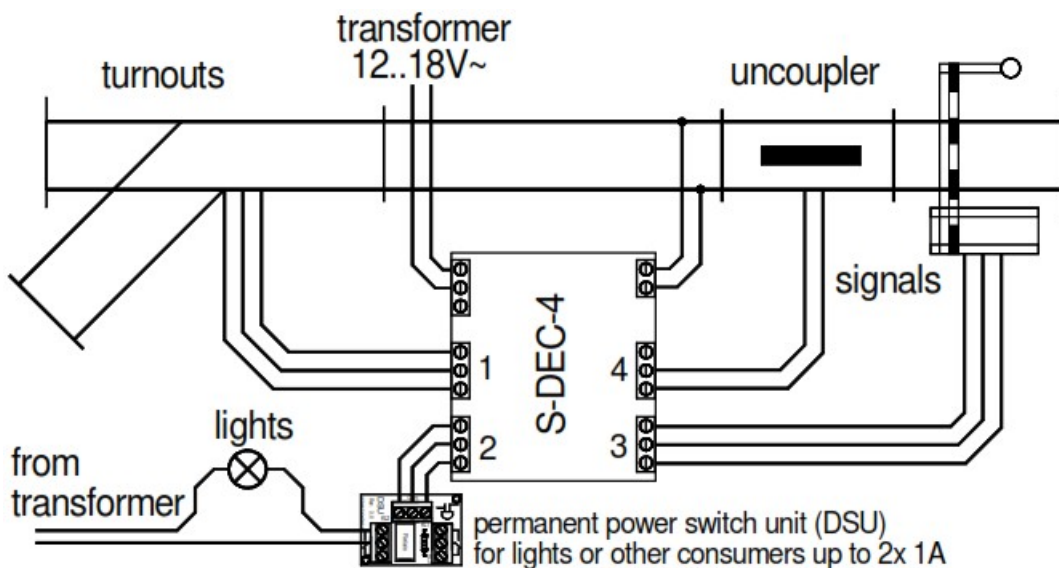 transformer
12..18V~
turnouts
uncoupler
signals
S-DEC-4
1
4
2
3
lights
from
transformer
DSU
permanent power switch unit (DSU)
for lights or other consumers up to 2x 1A